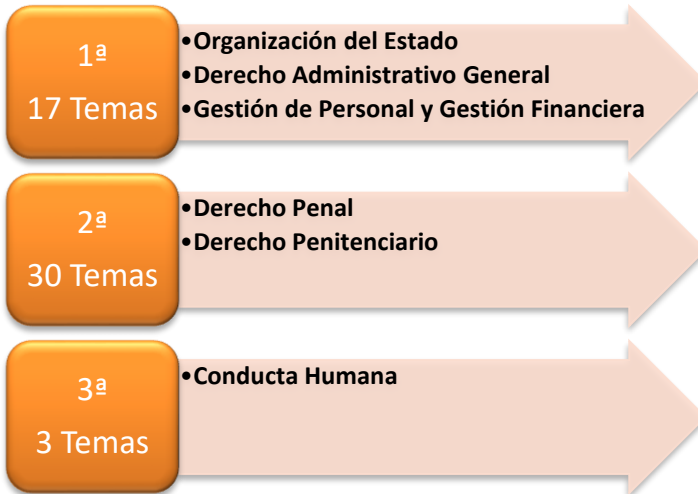 1ª
17 Temas
•Organización del Estado
•Derecho Administrativo General
•Gestión de Personal y Gestión Financiera
2ª
30 Temas
•Derecho Penal
•Derecho Penitenciario
3ª
3 Temas
•Conducta Humana